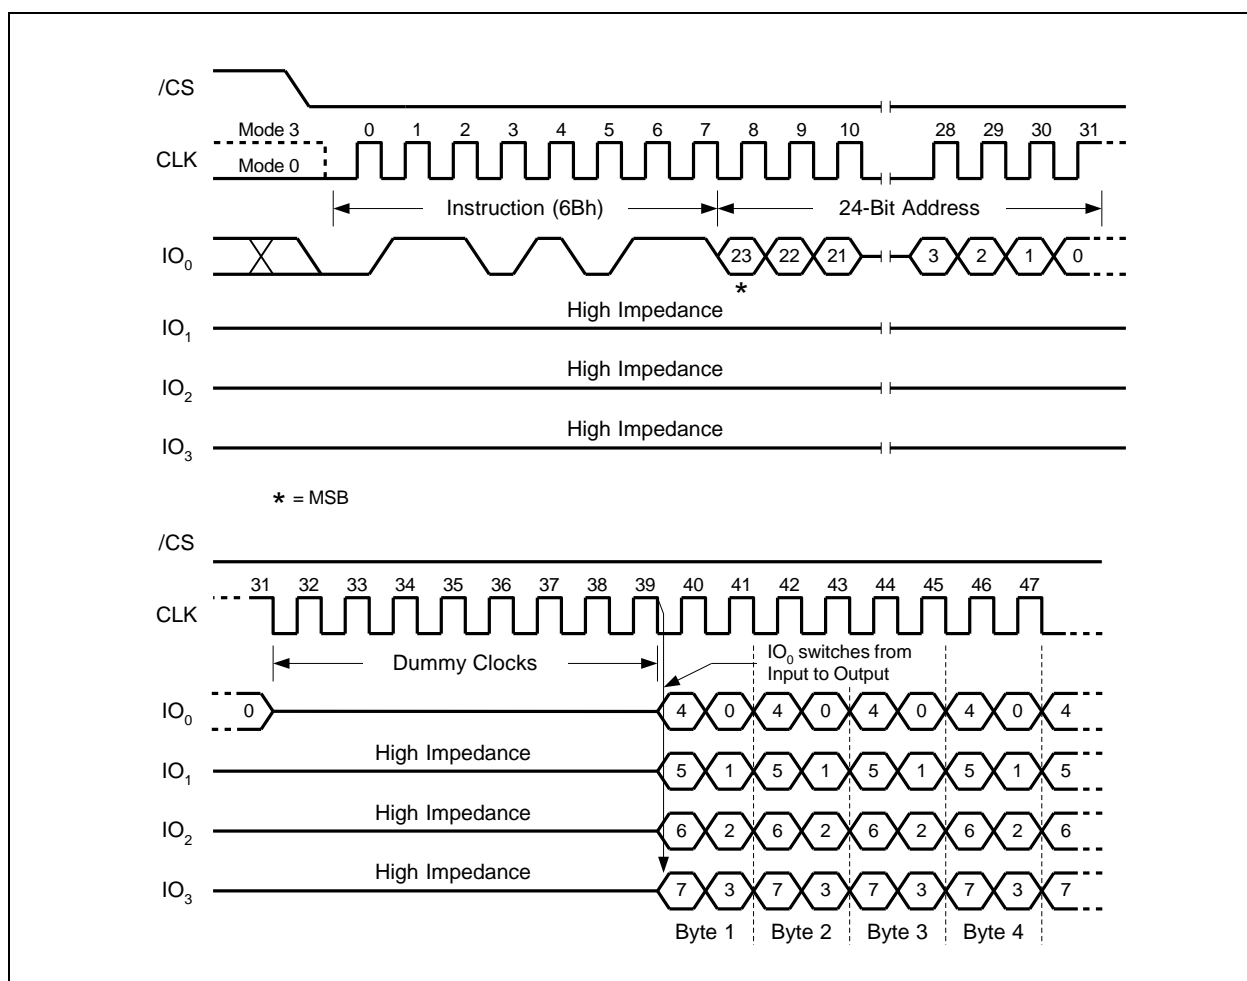 /CS
Mode 3 0 1 2 3 4 5 6 7 8 9 10 28 29 30 31
CLK
Mode 0
Instruction (6Bh) 24-Bit Address
IO0 23 22 21 3 2 1 0
*
High Impedance
IO1
High Impedance
IO2
High Impedance
IO3
* = MSB
/CS
31 32 33 34 35 36 37 38 39 40 41 42 43 44 45 46 47
CLK
Dummy Clocks
IO0 switches from
Input to Output
IO0 0 4 0 4 0 4 0 4 0 4
High Impedance
IO1 5 1 5 1 5 1 5 1 5
High Impedance
IO2 6 2 6 2 6 2 6 2 6
High Impedance
IO3 7 3 7 3 7 3 7 3 7
Byte 1 Byte 2 Byte 3 Byte 4